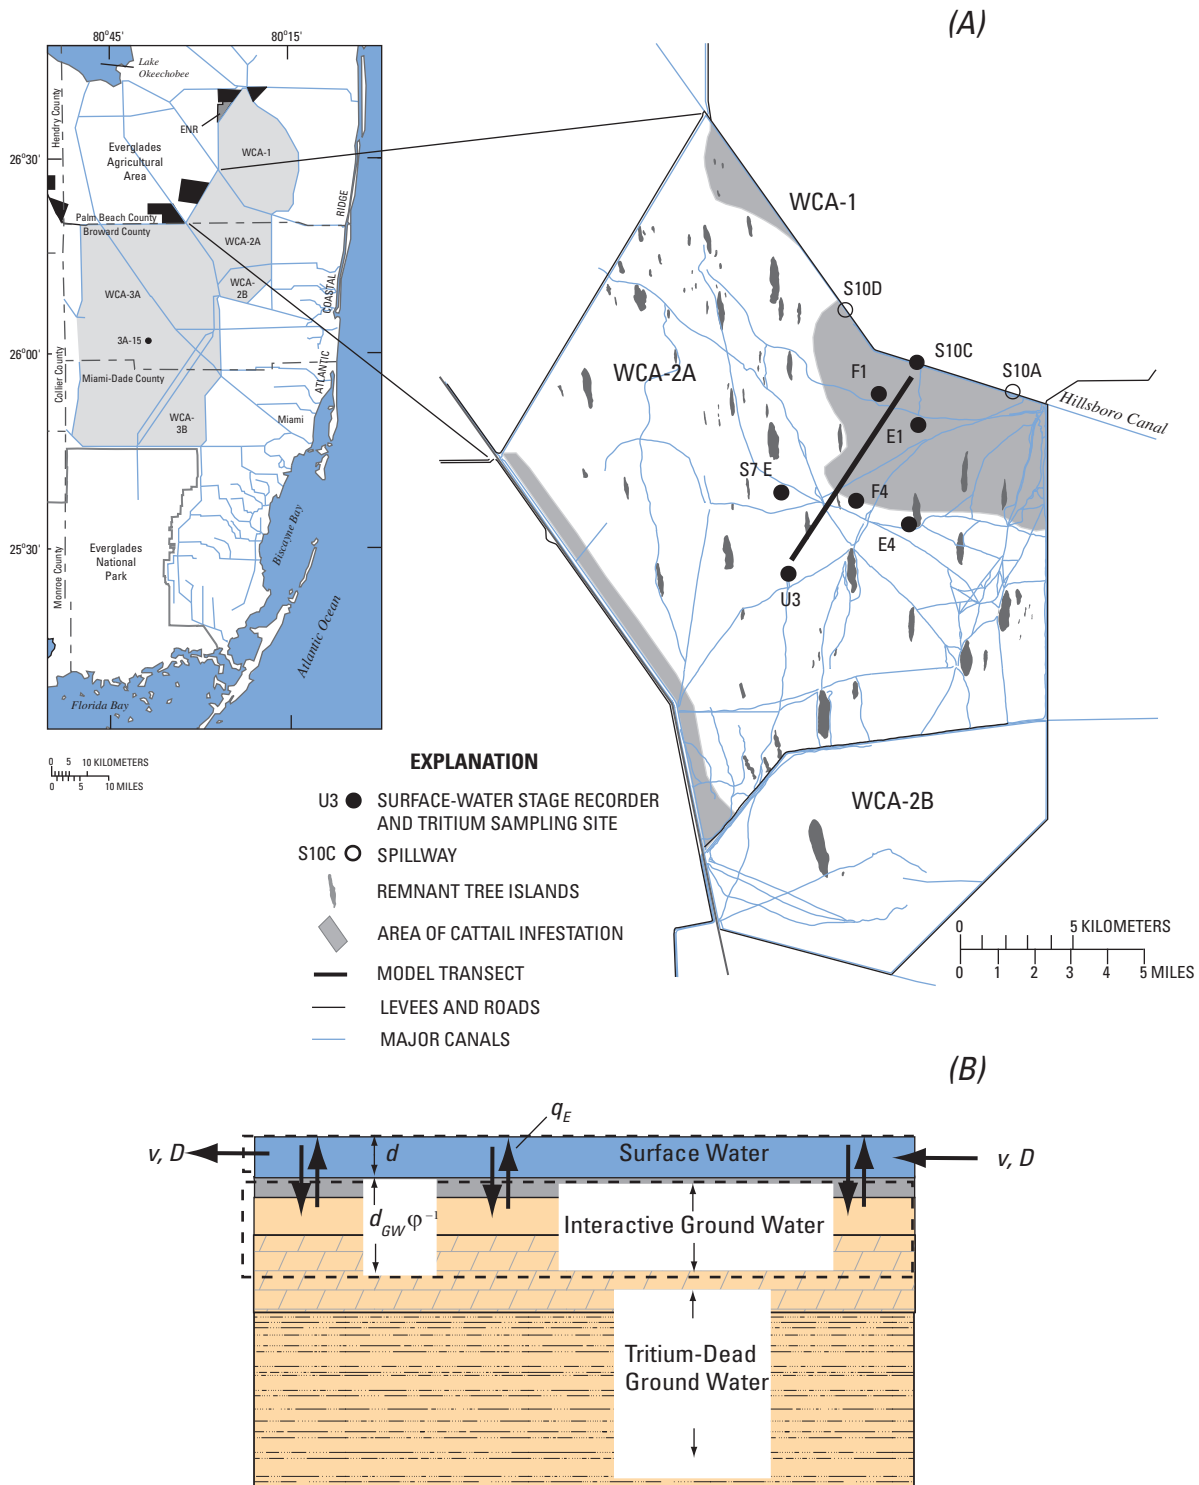 (A)
80°45'
80°15'
Lake
Okeechobee
Hendry County
ENR
WCA-1
Everglades
Agricultural
Area
26°30'
Palm Beach County
Broward County
RIDGE
WCA-2A
WCA-
2B
WCA-3A
COASTAL
3A-15
26°00'
Collier County
Miami-Dade County
ATLANTIC
WCA-
3B
Miami
Biscayne Bay
25°30'
Everglades
National
Park
Monroe County
Atlantic Ocean
Florida Bay
0 5 10 KILOMETERS
0 5 10 MILES
WCA-1
S10D
S10C
S10A
WCA-2A
F1
Hillsboro Canal
E1
S7 E
F4
E4
U3
WCA-2B
0 5 KILOMETERS
0 1 2 3 4 5 MILES
EXPLANATION
U3 SURFACE-WATER STAGE RECORDER
AND TRITIUM SAMPLING SITE
S10C SPILLWAY
REMNANT TREE ISLANDS
AREA OF CATTAIL INFESTATION
MODEL TRANSECT
LEVEES AND ROADS
MAJOR CANALS
(B)
qE
v, D
d
Surface Water
v, D
dGW φ⁻¹
Interactive Ground Water
Tritium-Dead
Ground Water